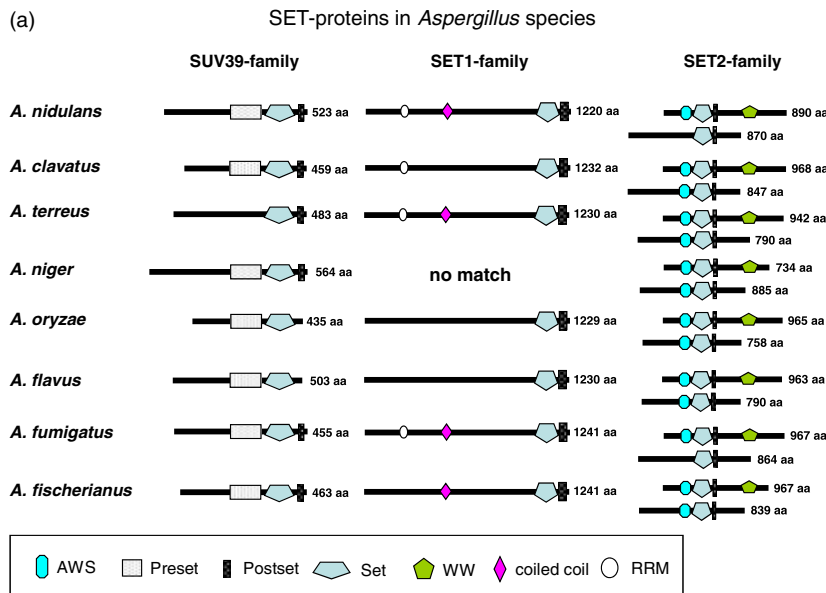 (a)
SET-proteins in Aspergillus species
SUV39-family SET1-family SET2-family
A. nidulans 523 aa 1220 aa 890 aa
870 aa
A. clavatus 459 aa 1232 aa 968 aa
847 aa
A. terreus 483 aa 1230 aa 942 aa
790 aa
A. niger 564 aa no match 734 aa
885 aa
A. oryzae 435 aa 1229 aa 965 aa
758 aa
A. flavus 503 aa 1230 aa 963 aa
790 aa
A. fumigatus 455 aa 1241 aa 967 aa
864 aa
A. fischerianus 463 aa 1241 aa 967 aa
839 aa
AWS Preset Postset Set WW coiled coil RRM